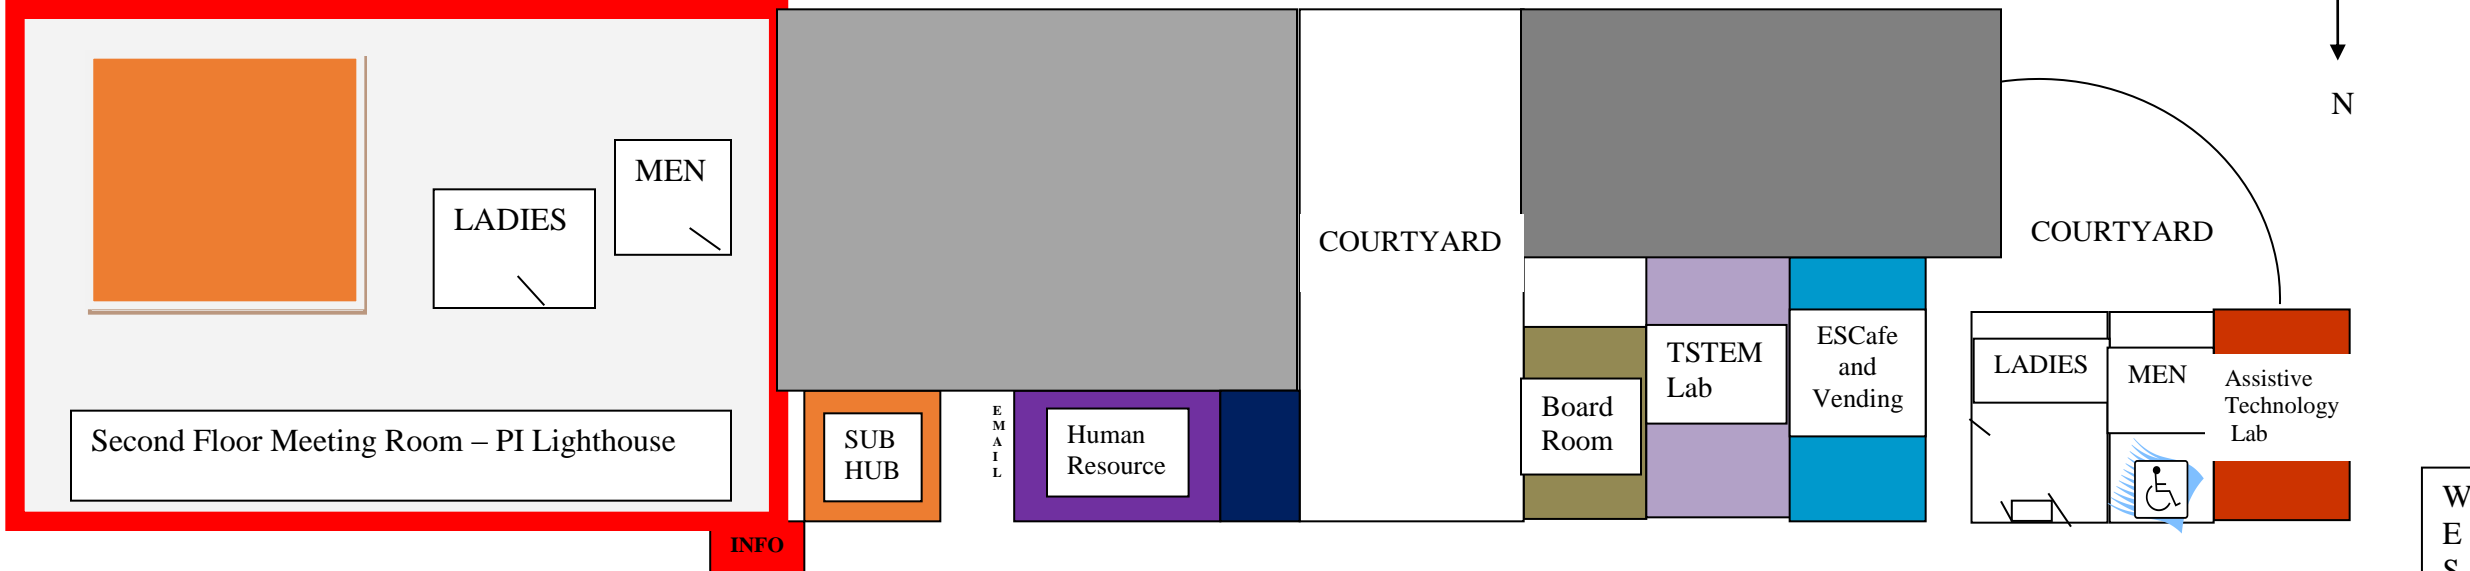 N
MEN
LADIES
COURTYARD
COURTYARD
Second Floor Meeting Room – PI Lighthouse
SUB
HUB
E
M
A
I
L
Human
Resource
Board
Room
TSTEM
Lab
ESCafe
and
Vending
LADIES
MEN
Assistive
Technology
Lab
INFO
W
E
S